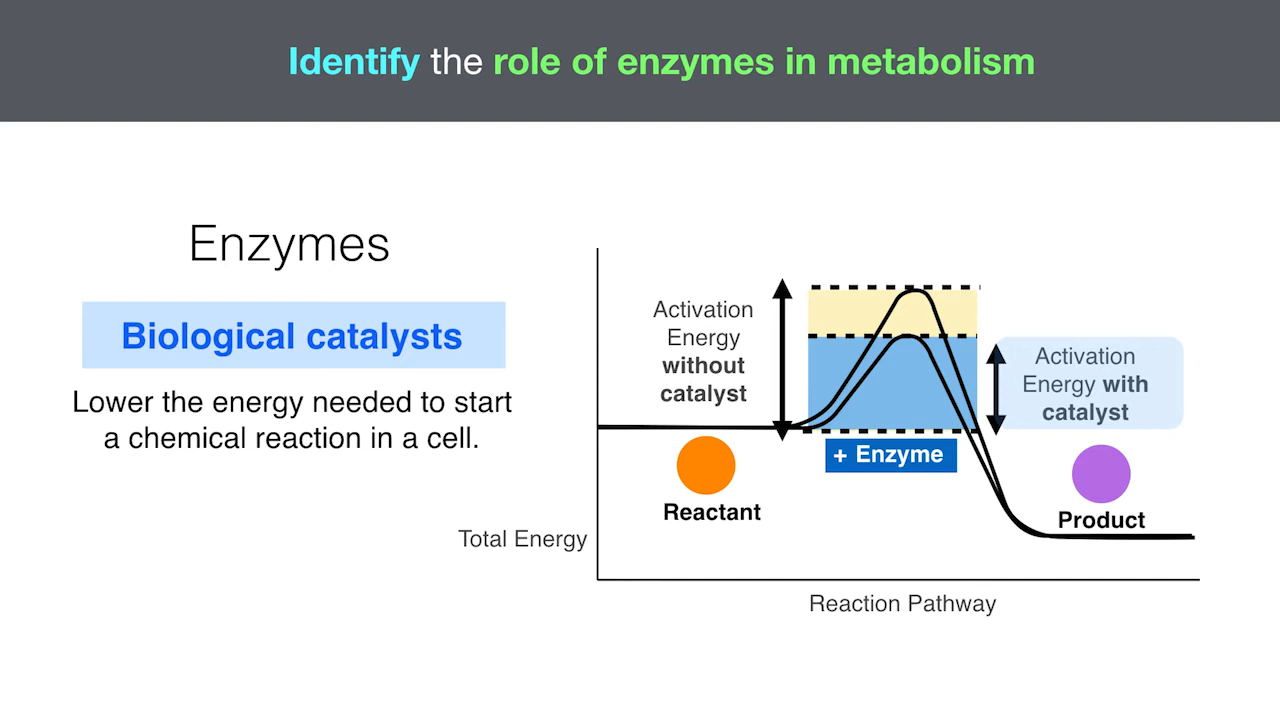 Identify the role of enzymes in metabolism
Enzymes
Biological catalysts
Lower the energy needed to start
a chemical reaction in a cell.
Activation
Energy
without
catalyst
Activation
Energy with
catalyst
+ Enzyme
Reactant
Product
Total Energy
Reaction Pathway